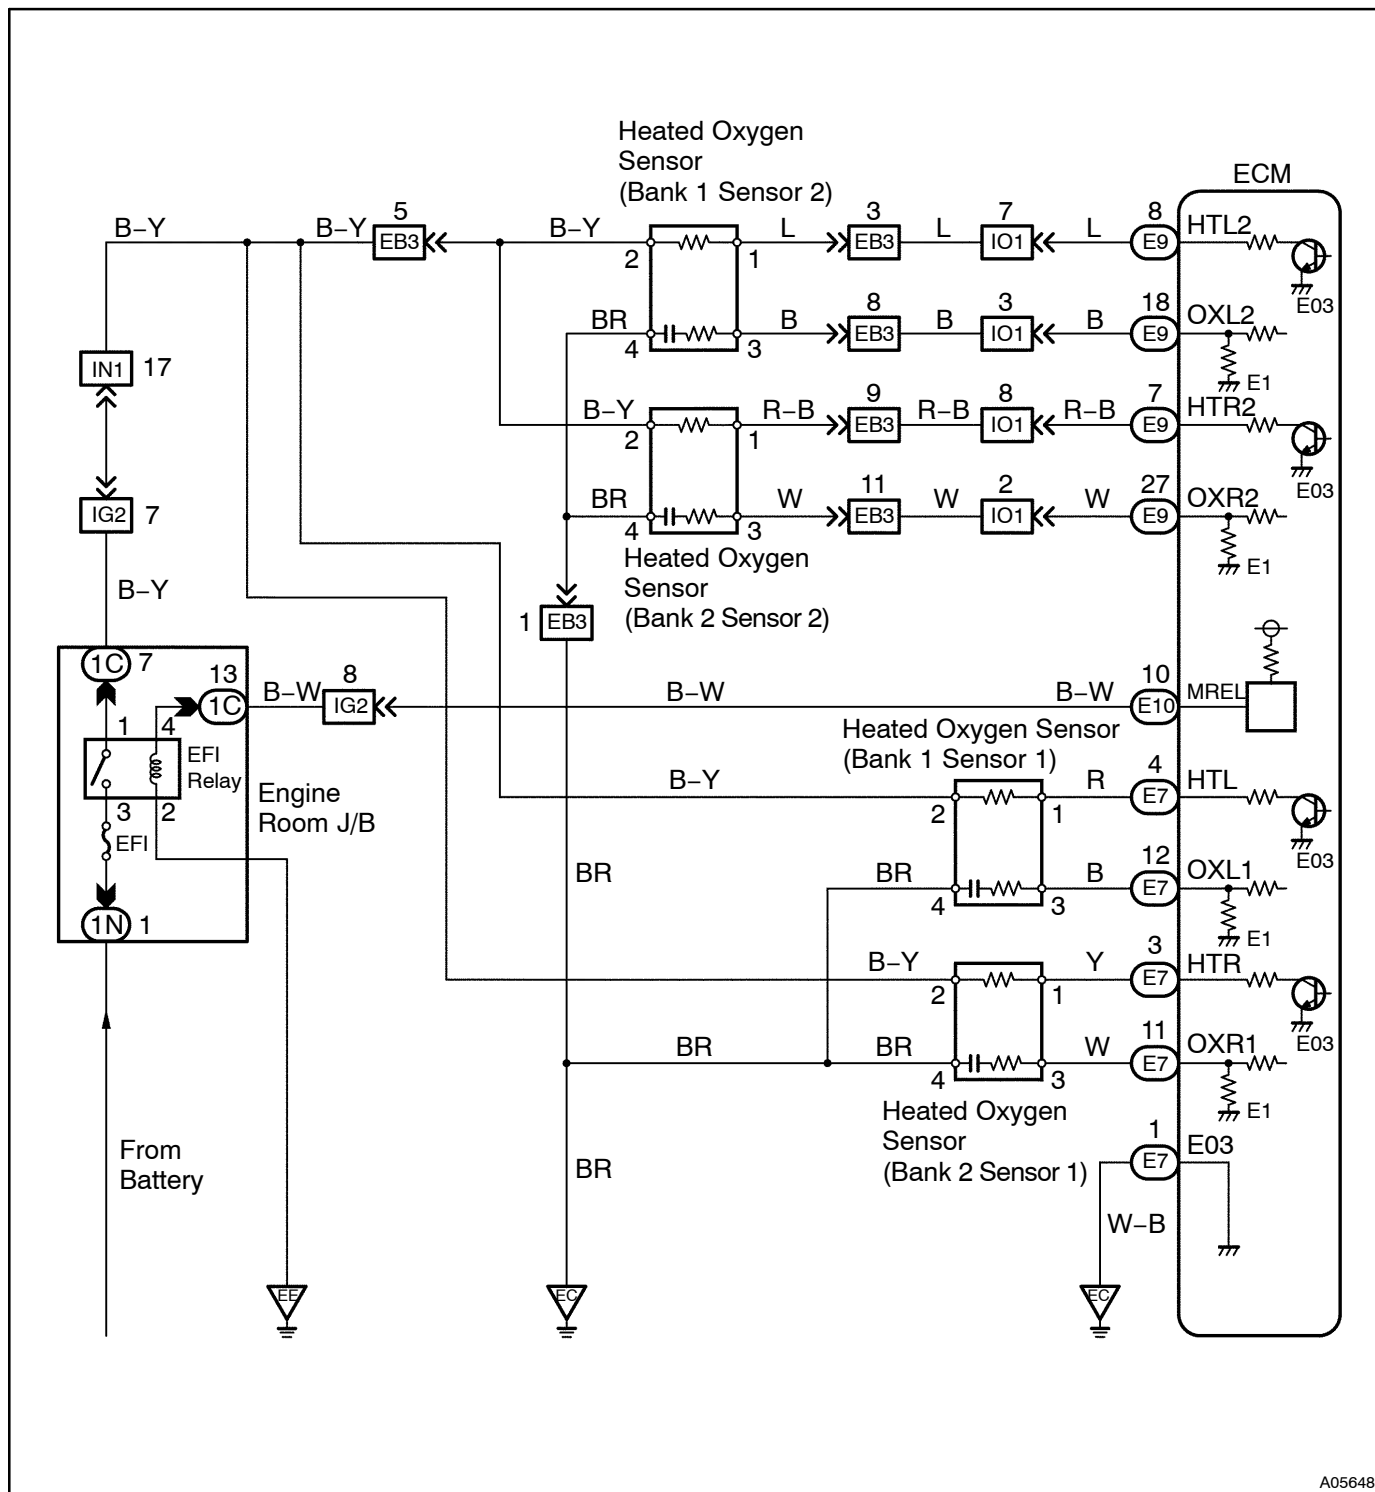 Heated Oxygen
Sensor
(Bank 1 Sensor 2)
ECM
B–Y
B–Y
5
EB3
B–Y
2
1
L
3
EB3
L
7
IO1
L
8
E9
HTL2
E03
BR
4
3
B
8
EB3
B
3
IO1
B
18
E9
OXL2
E1
IN1
17
B–Y
2
1
R–B
9
EB3
R–B
8
IO1
R–B
7
E9
HTR2
E03
IG2
7
BR
4
3
W
11
EB3
W
2
IO1
W
27
E9
OXR2
E1
Heated Oxygen
Sensor
(Bank 2 Sensor 2)
B–Y
1
EB3
1C
7
13
1C
B–W
8
IG2
B–W
B–W
10
E10
MREL
1
4
EFI
Relay
3
2
EFI
Engine
Room J/B
1N
1
Heated Oxygen Sensor
(Bank 1 Sensor 1)
B–Y
2
1
R
4
E7
HTL
E03
BR
BR
4
3
B
12
E7
OXL1
E1
B–Y
2
1
Y
3
E7
HTR
E03
BR
BR
4
3
W
11
E7
OXR1
E1
Heated Oxygen
Sensor
(Bank 2 Sensor 1)
From
Battery
BR
1
E7
E03
W–B
EE
EC
EC
A05648